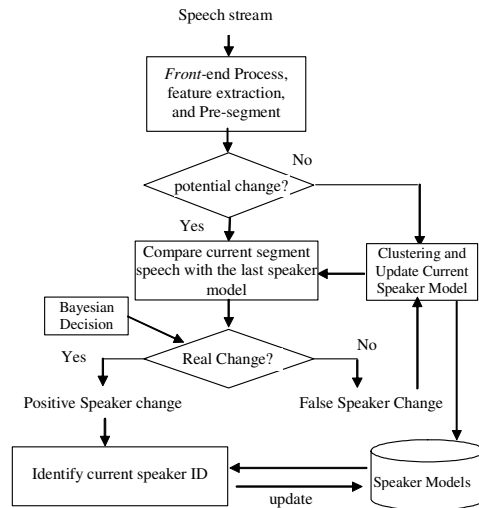 Speech stream
Front-end Process,
feature extraction,
and Pre-segment
No
potential change?
Yes
Compare current segment
speech with the last speaker
model
Clustering and
Update Current
Speaker Model
Bayesian
Decision
Yes
Real Change?
No
Positive Speaker change
False Speaker Change
Identify current speaker ID
update
Speaker Models